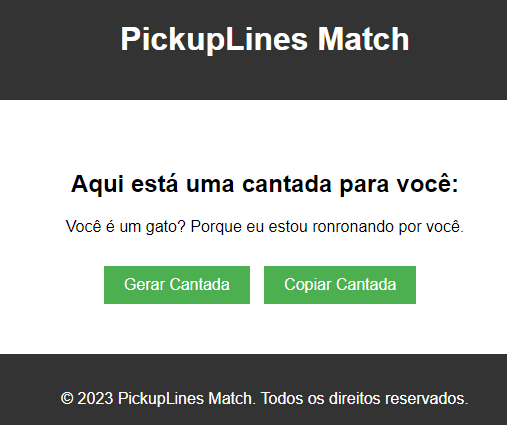 PickupLines Match
Aqui está uma cantada para você:
Você é um gato? Porque eu estou ronronando por você.
Gerar Cantada
Copiar Cantada
© 2023 PickupLines Match. Todos os direitos reservados.